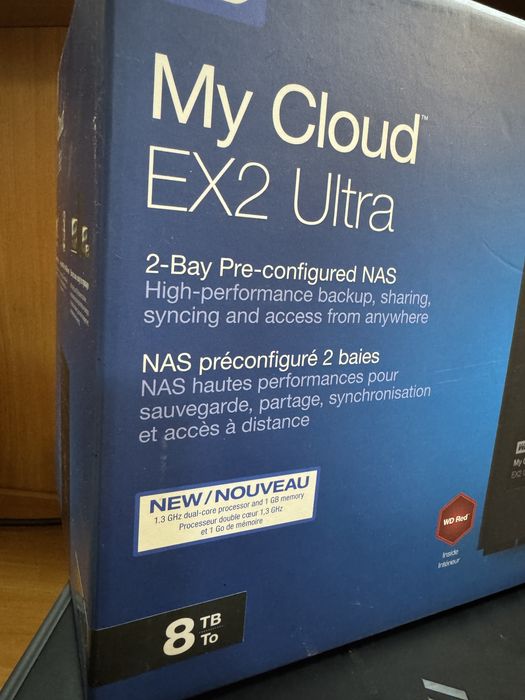 My Cloud™
EX2 Ultra
2-Bay Pre-configured NAS
High-performance backup, sharing,
syncing and access from anywhere
NAS préconfiguré 2 baies
NAS hautes performances pour
sauvegarde, partage, synchronisation
et accès à distance
NEW/NOUVEAU
1.3 GHz dual-core processor and 1 GB memory
Processeur double cœur 1,3 GHz
et 1 Go de mémoire
WD Red™
Inside
Intérieur
8 TB
To
My
EX2